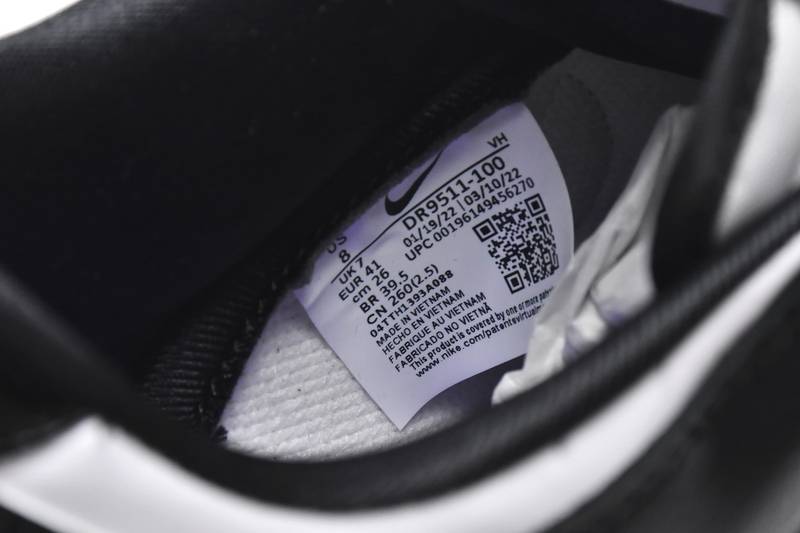 VH
DR9511-100
01/19/22 | 03/10/22
UPC 00196149456270
US
8
UK 7
EUR 41
cm 26
BR 39.5
CN 260(2.5)
04TTH1393A088
MADE IN VIETNAM
HECHO EN VIETNAM
FABRIQUE AU VIETNAM
FABRICADO NO VIETNÃ
This product is covered by one or more
www.nike.com/patents